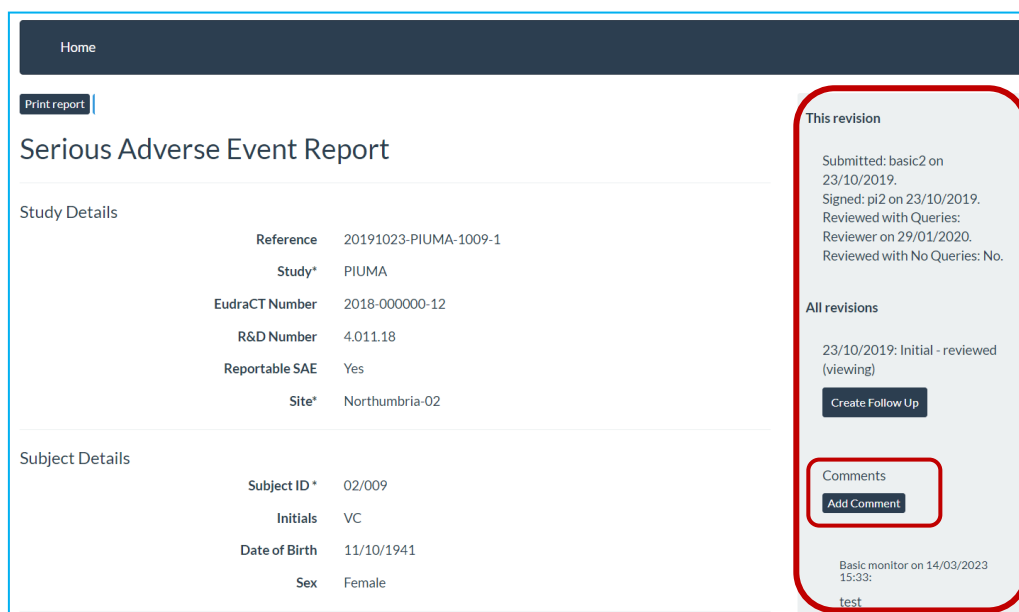 Home
Print report
Serious Adverse Event Report
Study Details
Reference 20191023-PIUMA-1009-1
Study* PIUMA
EudraCT Number 2018-000000-12
R&D Number 4.011.18
Reportable SAE Yes
Site* Northumbria-02
Subject Details
Subject ID * 02/009
Initials VC
Date of Birth 11/10/1941
Sex Female
This revision
Submitted: basic2 on
23/10/2019.
Signed: pi2 on 23/10/2019.
Reviewed with Queries:
Reviewer on 29/01/2020.
Reviewed with No Queries: No.
All revisions
23/10/2019: Initial - reviewed
(viewing)
Create Follow Up
Comments
Add Comment
Basic monitor on 14/03/2023
15:33:
test